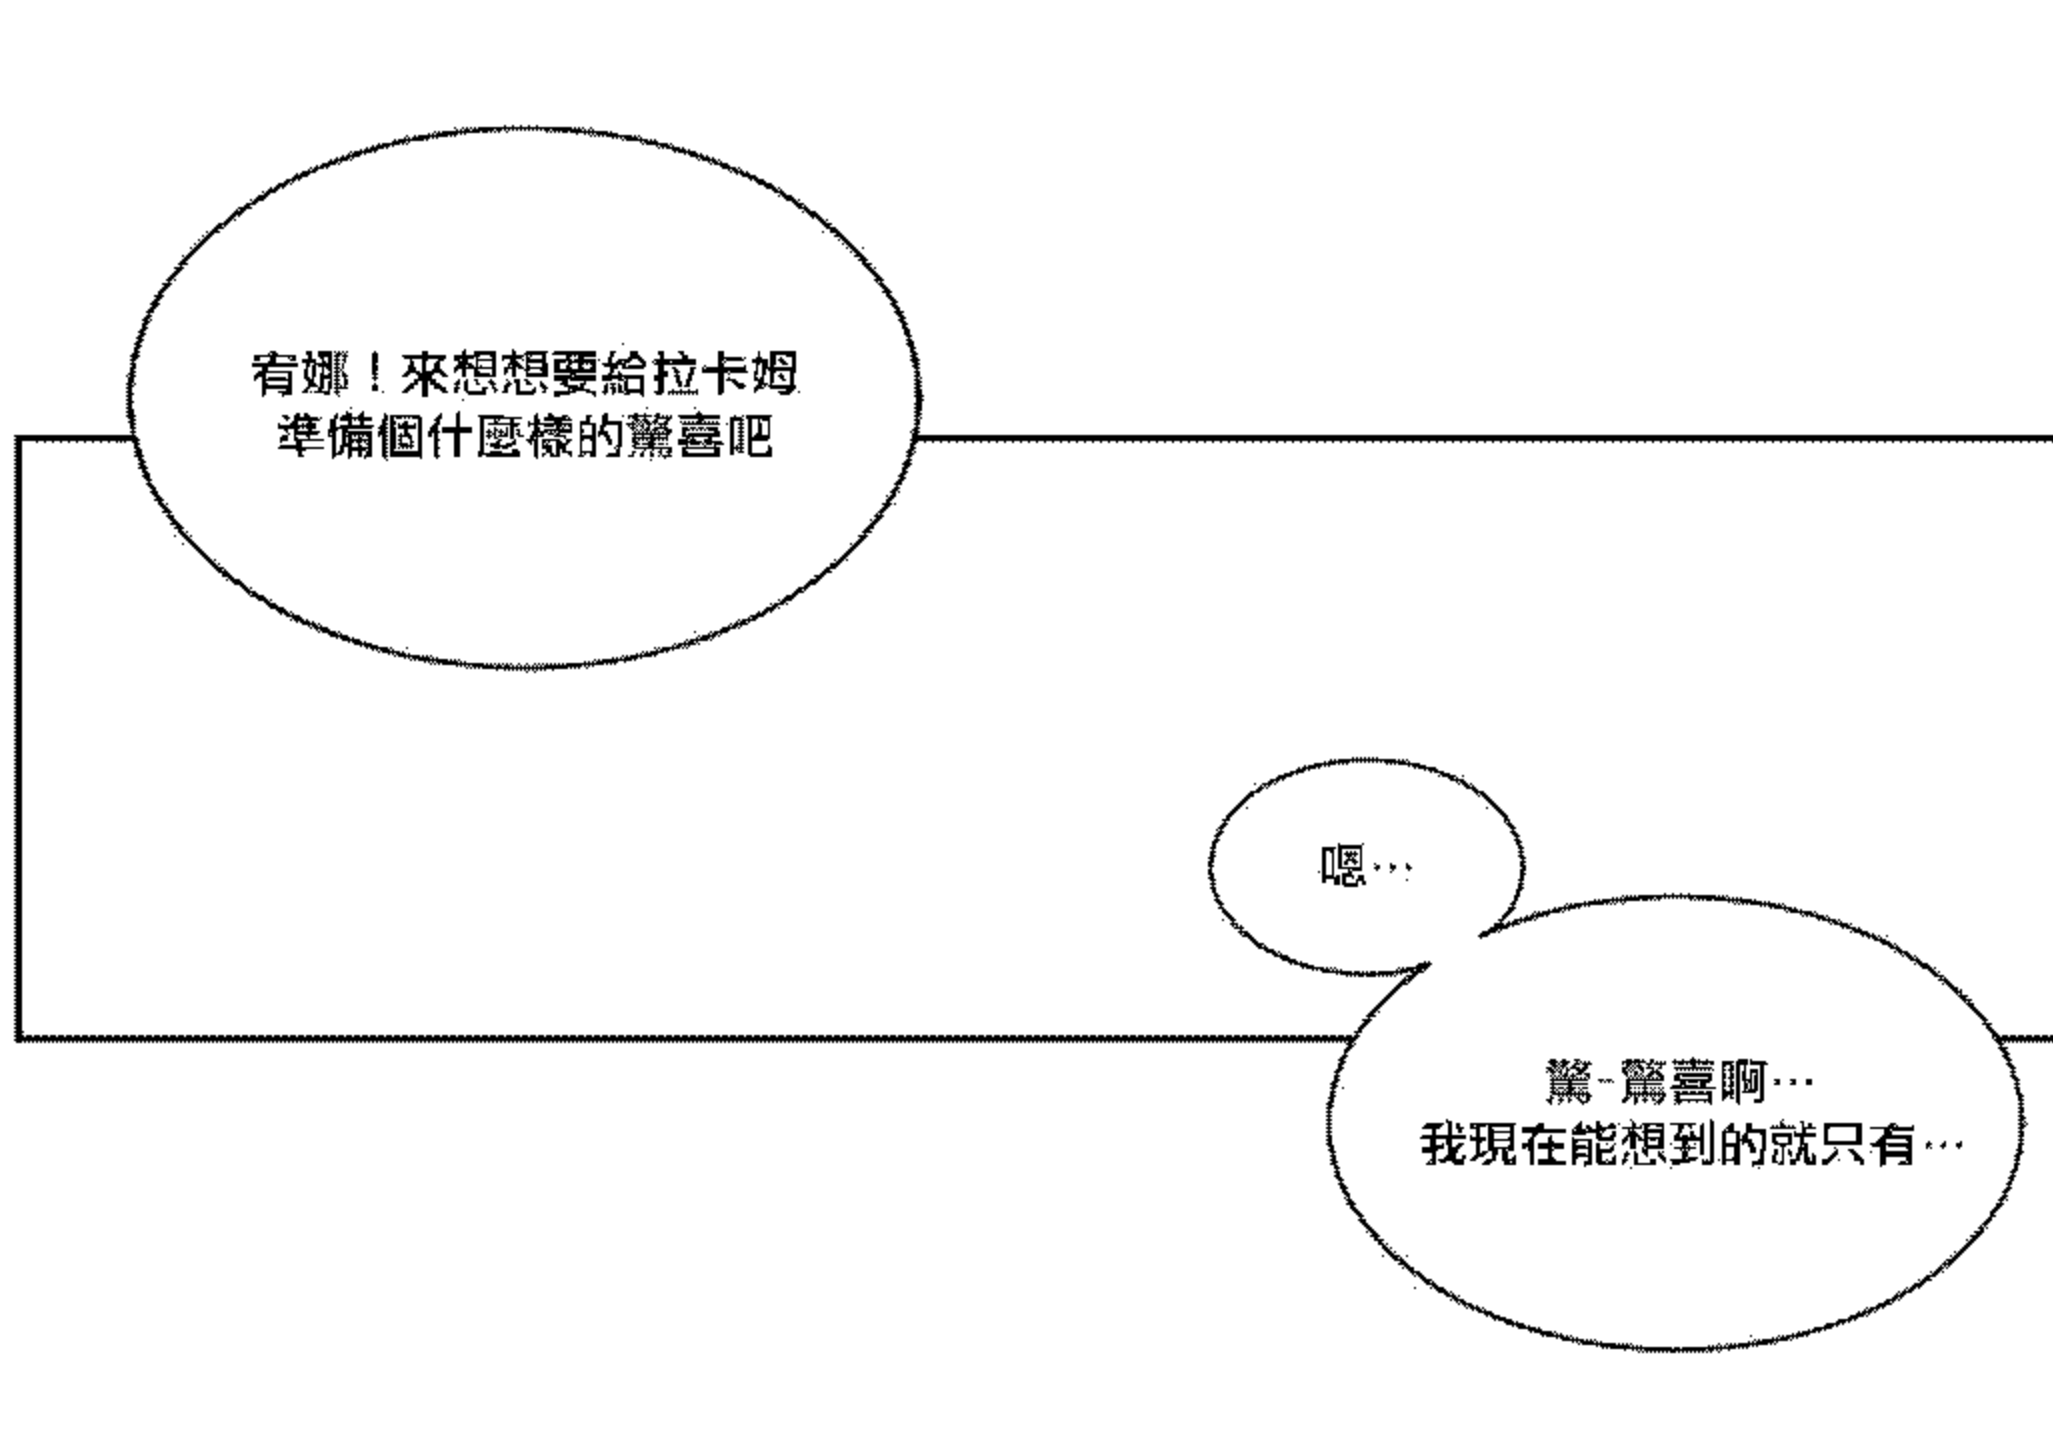 宥娜！來想想要給拉卡姆
準備個什麼樣的驚喜吧
嗯…
驚-驚喜啊…
我現在能想到的就只有…